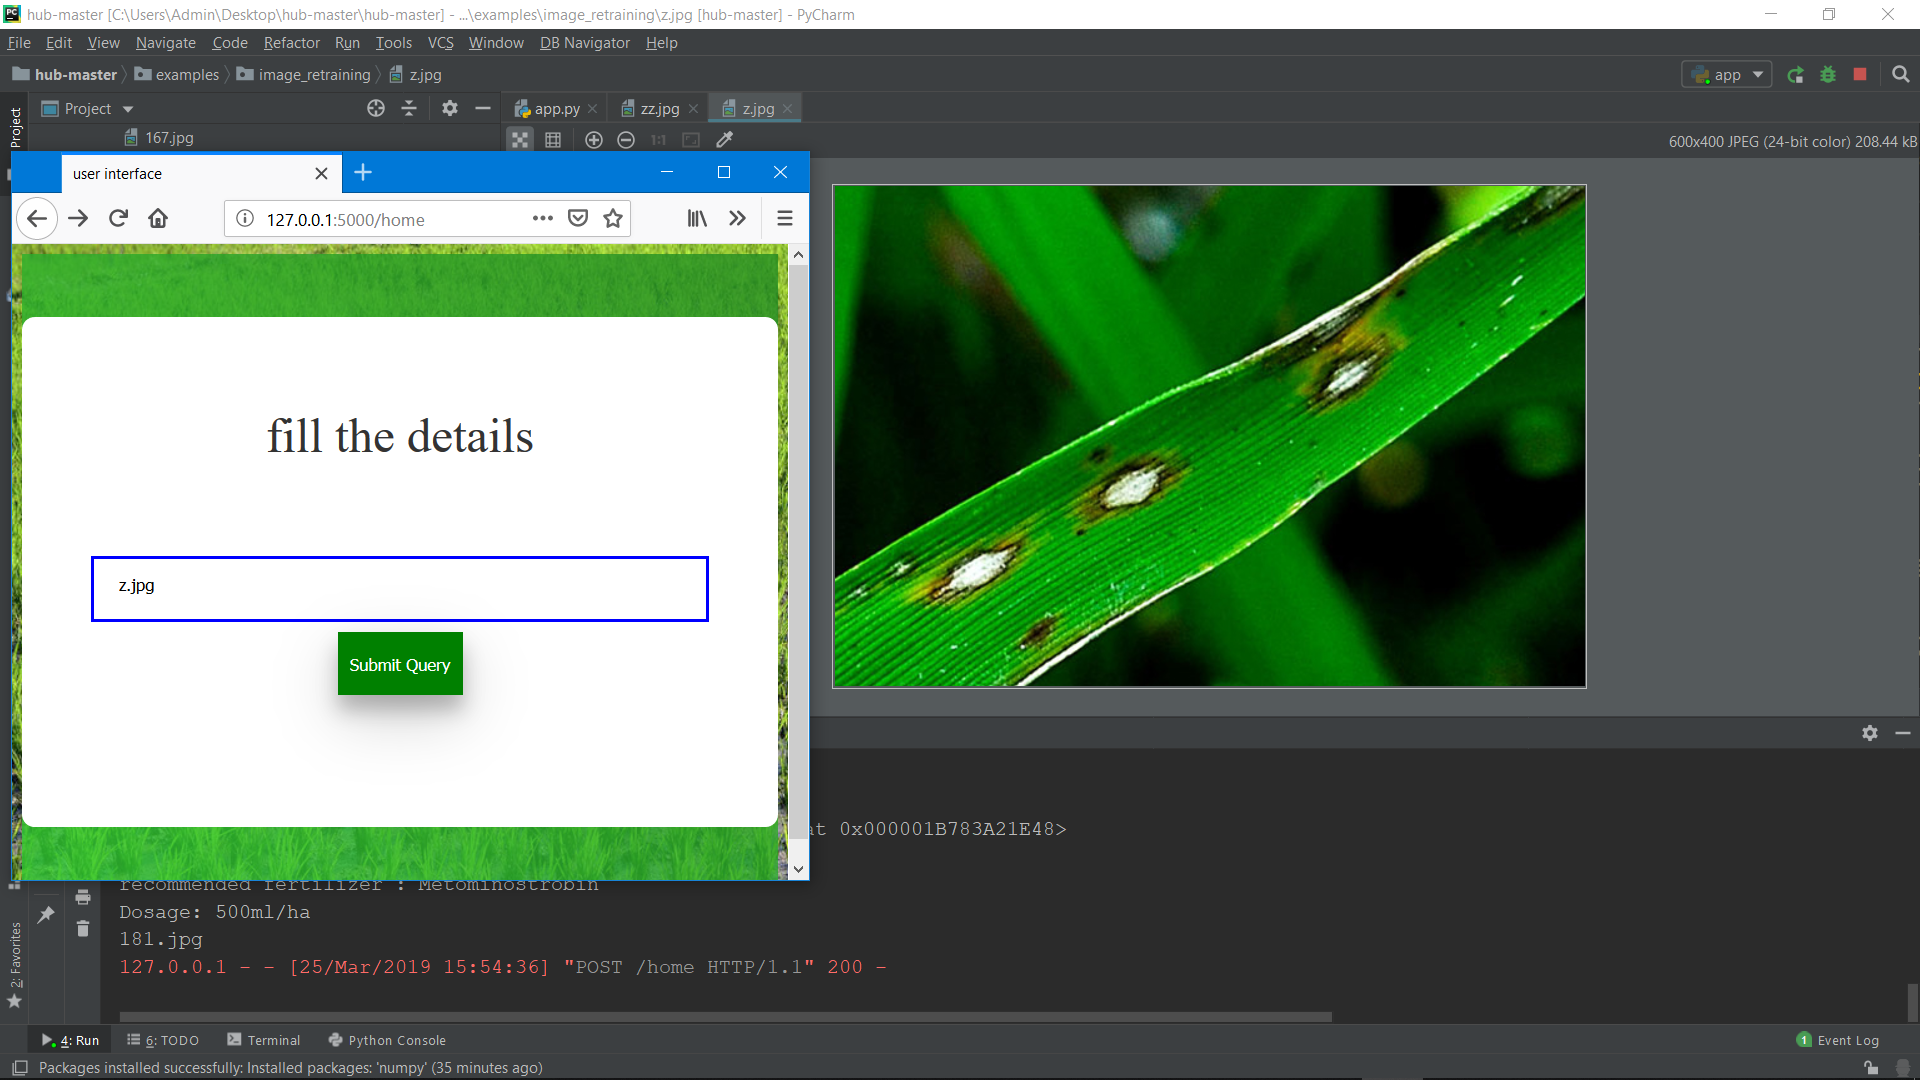 hub-master [C:\Users\Admin\Desktop\hub-master\hub-master] - ...\examples\image_retraining\z.jpg [hub-master] - PyCharm
File Edit View Navigate Code Refactor Run Tools VCS Window DB Navigator Help
hub-master examples image_retraining z.jpg app
Project app.py zz.jpg z.jpg
Project
167.jpg
1:1
600x400 JPEG (24-bit color) 208.44 kB
user interface
127.0.0.1:5000/home
fill the details
z.jpg
Submit Query
at 0x000001B783A21E48>
recommended fertilizer : Metominostrobin
Dosage: 500ml/ha
181.jpg
127.0.0.1 - - [25/Mar/2019 15:54:36] "POST /home HTTP/1.1" 200 -
2: Favorites
4: Run 6: TODO Terminal Python Console 1 Event Log
Packages installed successfully: Installed packages: 'numpy' (35 minutes ago)